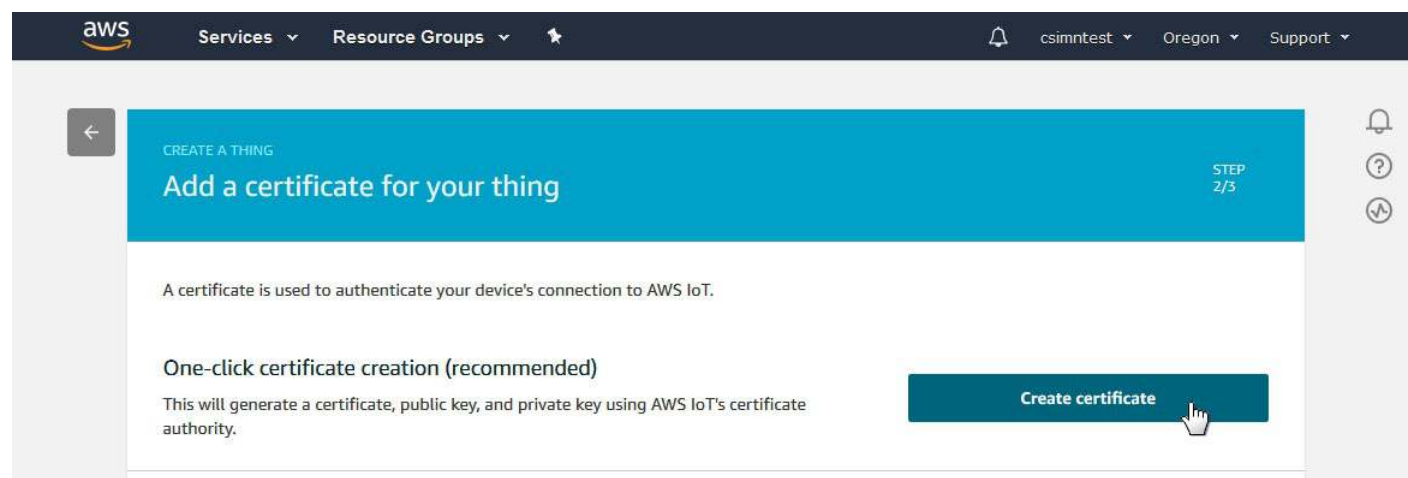 aws Services Resource Groups csimntest Oregon Support
CREATE A THING
Add a certificate for your thing
STEP
2/3
A certificate is used to authenticate your device's connection to AWS IoT.
One-click certificate creation (recommended)
This will generate a certificate, public key, and private key using AWS IoT's certificate
authority.
Create certificate